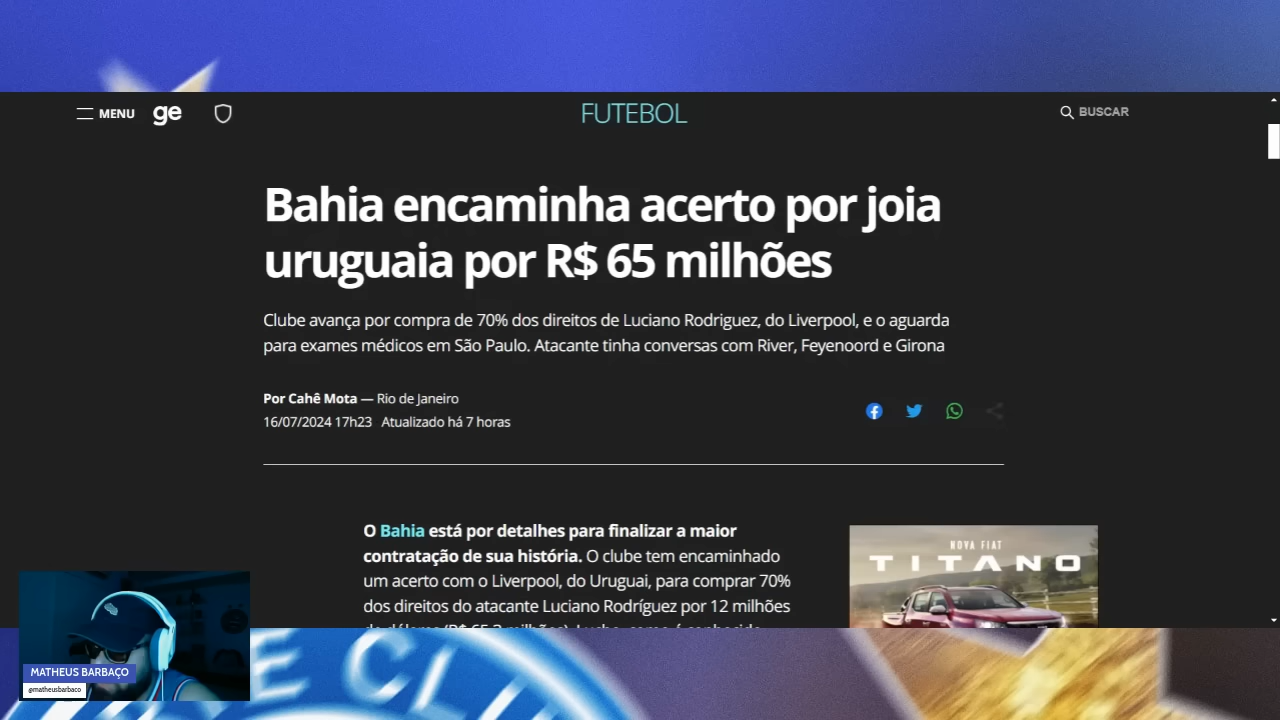 MENU
ge
FUTEBOL
BUSCAR
Bahia encaminha acerto por joia
uruguaia por R$ 65 milhões
Clube avança por compra de 70% dos direitos de Luciano Rodriguez, do Liverpool, e o aguarda
para exames médicos em São Paulo. Atacante tinha conversas com River, Feyenoord e Girona
Por Cahê Mota — Rio de Janeiro
16/07/2024 17h23 Atualizado há 7 horas
O Bahia está por detalhes para finalizar a maior
contratação de sua história. O clube tem encaminhado
um acerto com o Liverpool, do Uruguai, para comprar 70%
dos direitos do atacante Luciano Rodríguez por 12 milhões
NOVA FIAT
TITANO
MATHEUS BARBAÇO
@matheusbarbaco
E CL